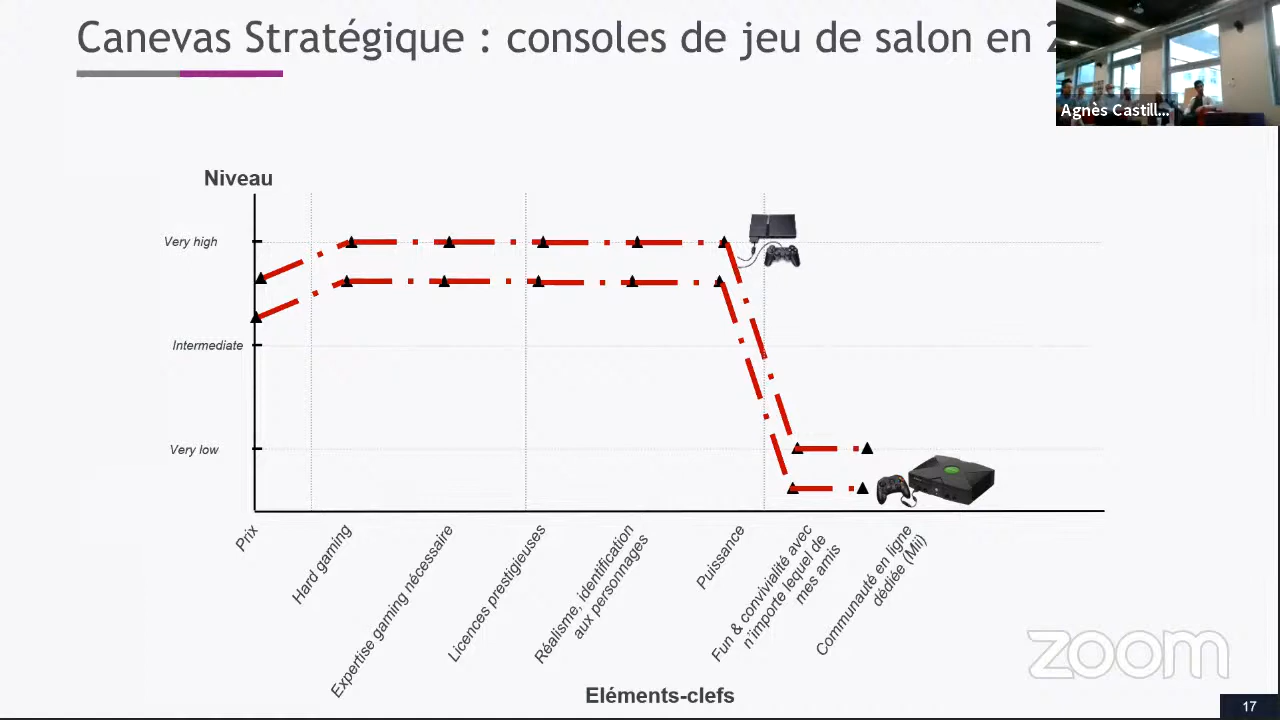 Canevas Stratégique : consoles de jeu de salon en 2
Agnès Castill...
Niveau
Very high
Intermediate
Very low
Prix
Hard gaming
Expertise gaming nécessaire
Licences prestigieuses
Réalisme, identification
aux personnages
Puissance
Fun & convivialité avec
n'importe lequel de
mes amis
Communauté en ligne
dédiée (Mii)
Eléments-clefs
zoom
17